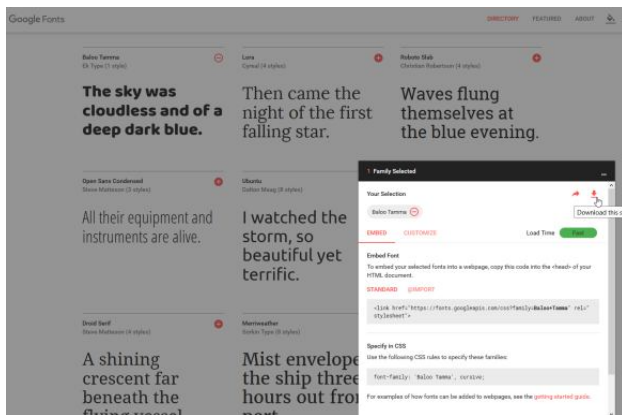 Google Fonts
DIRECTORY FEATURED ABOUT
Baloo Tamma
Ek Type (1 style)
The sky was
cloudless and of a
deep dark blue.
Lora
Cyreal (4 styles)
Then came the
night of the first
falling star.
Roboto Slab
Christian Robertson (4 styles)
Waves flung
themselves at
the blue evening.
Open Sans Condensed
Steve Matteson (3 styles)
All their equipment and
instruments are alive.
Ubuntu
Dalton Maag (8 styles)
I watched the
storm, so
beautiful yet
terrific.
Droid Serif
Steve Matteson (4 styles)
A shining
crescent far
beneath the
flying vessel
Merriweather
Sorkin Type (8 styles)
Mist envelope
the ship three
hours out fro
port
1 Family Selected
Your Selection
Download this s
Baloo Tamma
EMBED CUSTOMIZE Load Time Fast
Embed Font
To embed your selected fonts into a webpage, copy this code into the <head> of your
HTML document.
STANDARD @IMPORT
<link href="https://fonts.googleapis.com/css?family=Baloo+Tamma" rel="
stylesheet">
Specify in CSS
Use the following CSS rules to specify these families:
font-family: 'Baloo Tamma', cursive;
For examples of how fonts can be added to webpages, see the getting started guide.